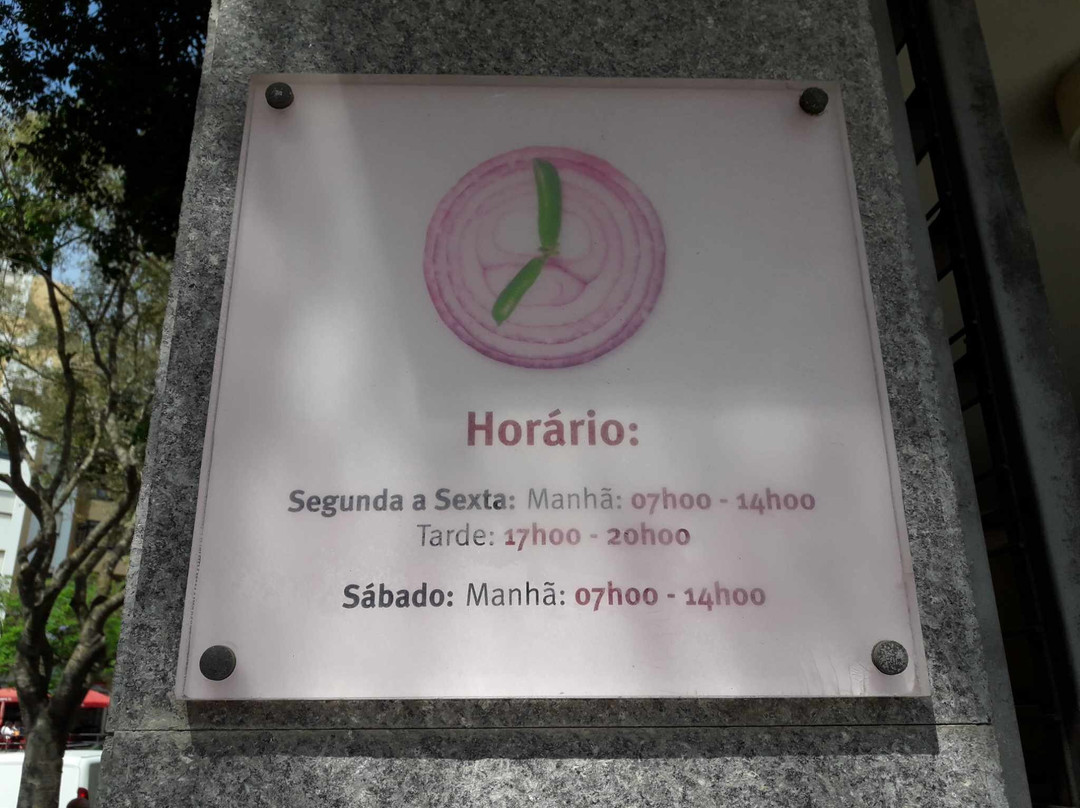 Horário:
Segunda a Sexta: Manhã: 07h00 - 14h00
Tarde: 17h00 - 20h00
Sábado: Manhã: 07h00 - 14h00